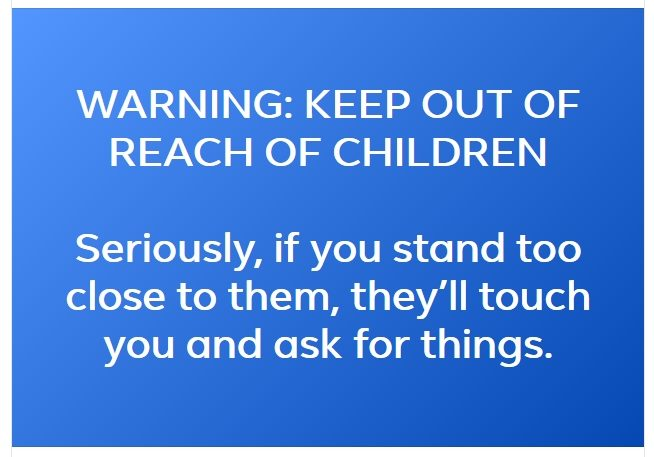 WARNING: KEEP OUT OF
REACH OF CHILDREN
Seriously, if you stand too
close to them, they’ll touch
you and ask for things.